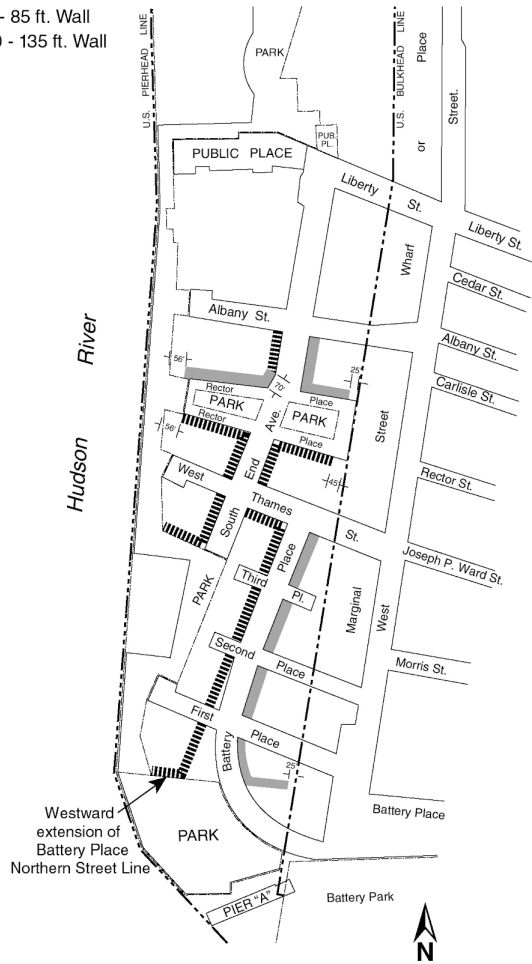 - 85 ft. Wall
- 135 ft. Wall
U.S. PIERHEAD LINE
U.S. BULKHEAD LINE
PARK
Place
or
Street.
PUB.
PL.
PUBLIC PLACE
Liberty
St.
Liberty St.
Wharf
Cedar St.
Albany St.
Albany St.
Carlisle St.
Hudson River
56'
70'
25'
Rector
Place
PARK
PARK
Rector
Place
56'
Street
South End Ave.
45'
Rector St.
West
Thames
St.
Joseph P. Ward St.
Place
PARK
Third
Pl.
Marginal
West
Second
Place
Morris St.
First
Place
Battery
25'
Battery Place
Westward
extension of
Battery Place
Northern Street Line
PARK
PIER "A"
Battery Park
N